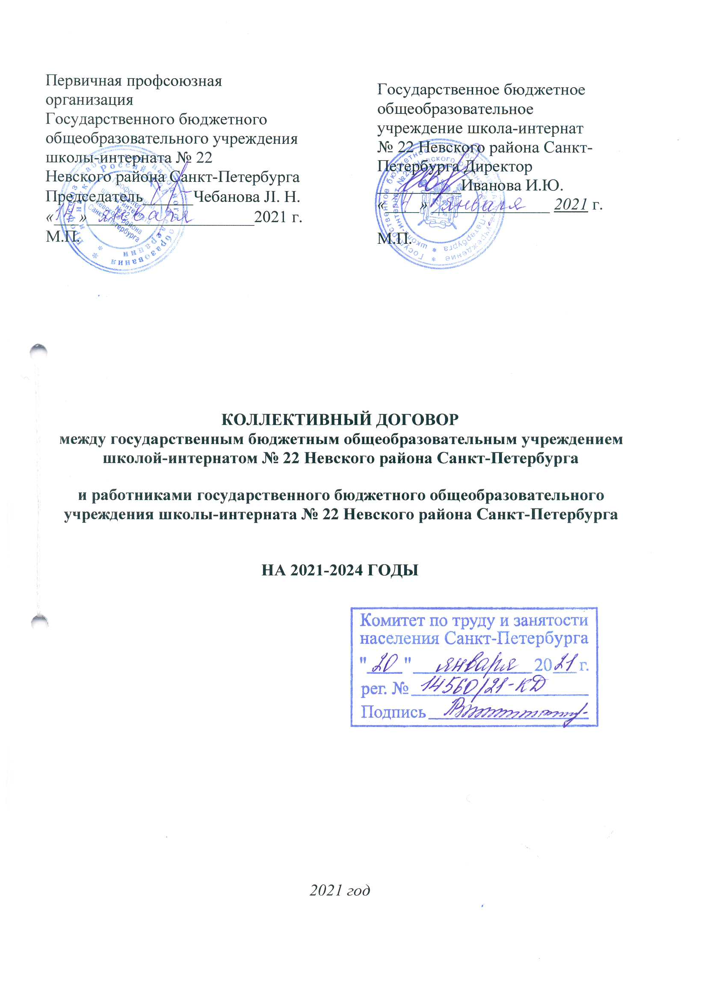 Первичная профсоюзная
организация
Государственного бюджетного
общеобразовательного учреждения
школы-интерната № 22
Невского района Санкт-Петербурга
Председатель______Чебанова Л. Н.
«14» января 2021 г.
М.П.
Государственное бюджетное
общеобразовательное
учреждение школа-интернат
№ 22 Невского района Санкт-
Петербурга Директор
__________Иванова И.Ю.
«14» января 2021 г.
М.П.
КОЛЛЕКТИВНЫЙ ДОГОВОР
между государственным бюджетным общеобразовательным учреждением
школой-интернатом № 22 Невского района Санкт-Петербурга
и работниками государственного бюджетного общеобразовательного
учреждения школы-интерната № 22 Невского района Санкт-Петербурга
НА 2021-2024 ГОДЫ
Комитет по труду и занятости
населения Санкт-Петербурга
"20" января 2021 г.
рег. № 14560/21-КД
Подпись
2021 год